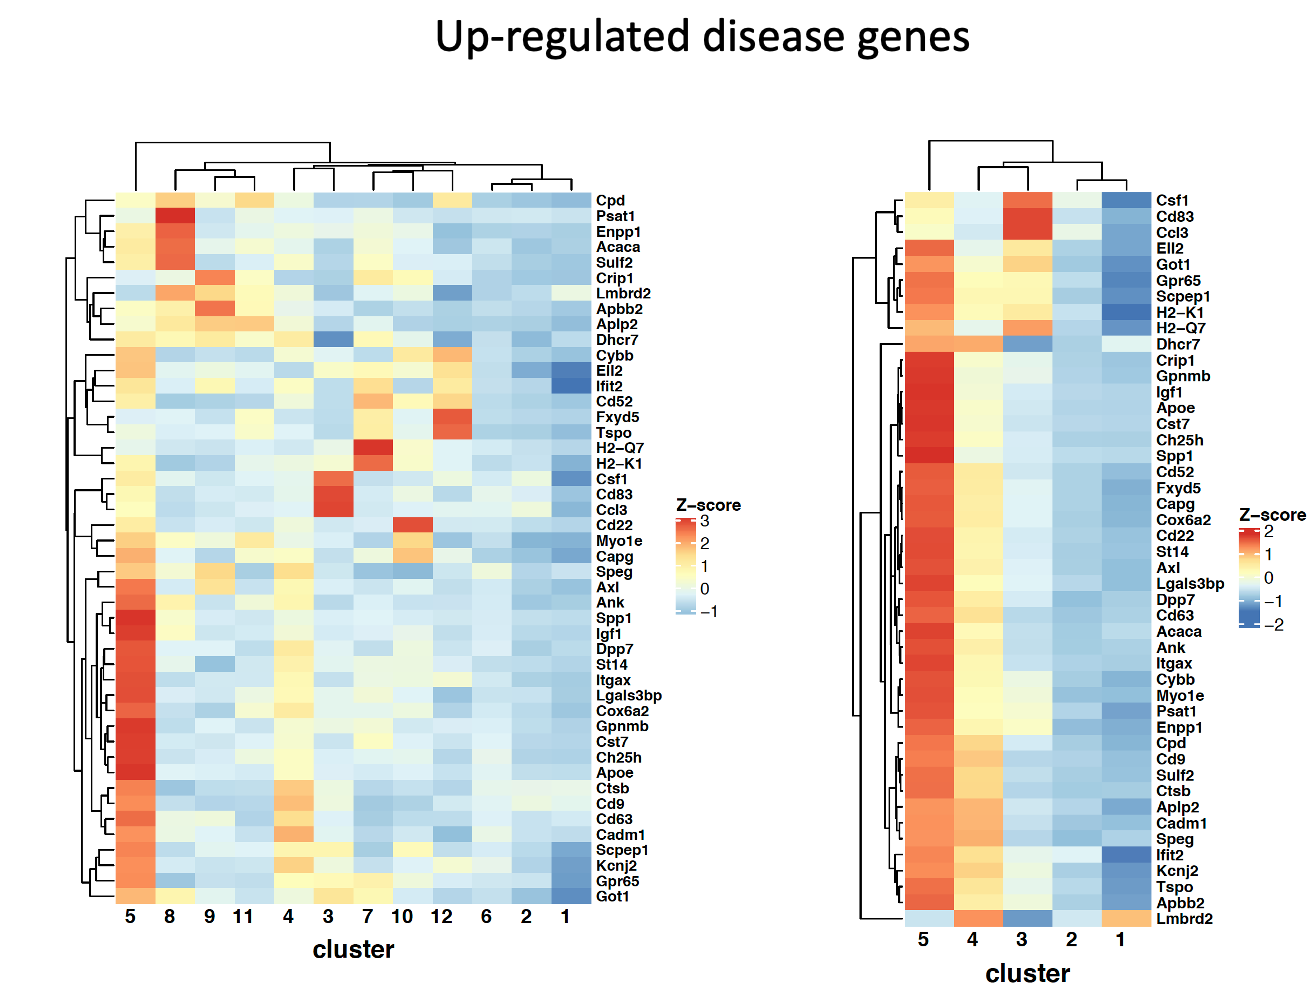 Up-regulated disease genes
Cpd
Psat1
Enpp1
Acaca
Sulf2
Crip1
Lmbrd2
Apbb2
Aplp2
Dhcr7
Cybb
Ell2
Ifit2
Cd52
Fxyd5
Tspo
H2−Q7
H2−K1
Csf1
Cd83
Ccl3
Cd22
Myo1e
Capg
Speg
Axl
Ank
Spp1
Igf1
Dpp7
St14
Itgax
Lgals3bp
Cox6a2
Gpnmb
Cst7
Ch25h
Apoe
Ctsb
Cd9
Cd63
Cadm1
Scpep1
Kcnj2
Gpr65
Got1
5 8 9 11 4 3 7 10 12 6 2 1
cluster
Z−score
3
2
1
0
−1
Csf1
Cd83
Ccl3
Ell2
Got1
Gpr65
Scpep1
H2−K1
H2−Q7
Dhcr7
Crip1
Gpnmb
Igf1
Apoe
Cst7
Ch25h
Spp1
Cd52
Fxyd5
Capg
Cox6a2
Cd22
St14
Axl
Lgals3bp
Dpp7
Cd63
Acaca
Ank
Itgax
Cybb
Myo1e
Psat1
Enpp1
Cpd
Cd9
Sulf2
Ctsb
Aplp2
Cadm1
Speg
Ifit2
Kcnj2
Tspo
Apbb2
Lmbrd2
5 4 3 2 1
cluster
Z−score
2
1
0
−1
−2